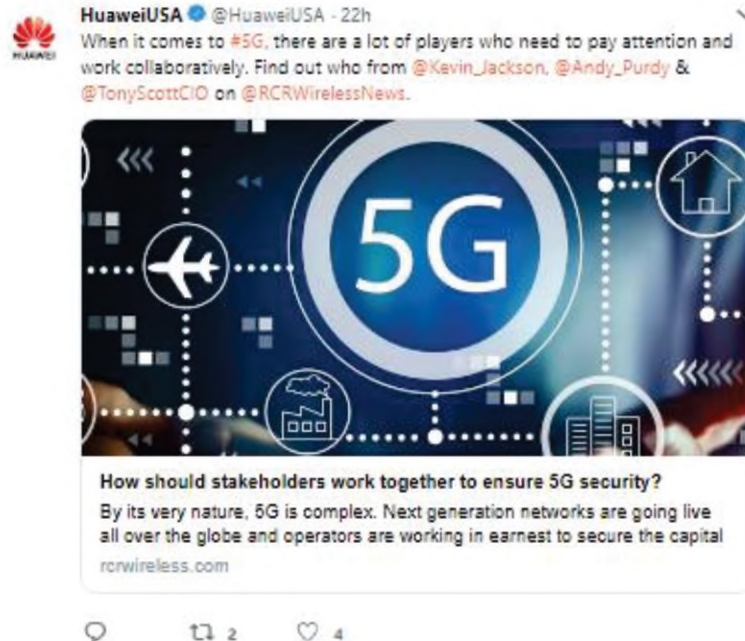 HuaweiUSA @HuaweiUSA · 22h
HUAWEI
When it comes to #5G, there are a lot of players who need to pay attention and
work collaboratively. Find out who from @Kevin_Jackson, @Andy_Purdy &
@TonyScottCIO on @RCRWirelessNews.
5G
How should stakeholders work together to ensure 5G security?
By its very nature, 5G is complex. Next generation networks are going live
all over the globe and operators are working in earnest to secure the capital
rcrwireless.com
2 4